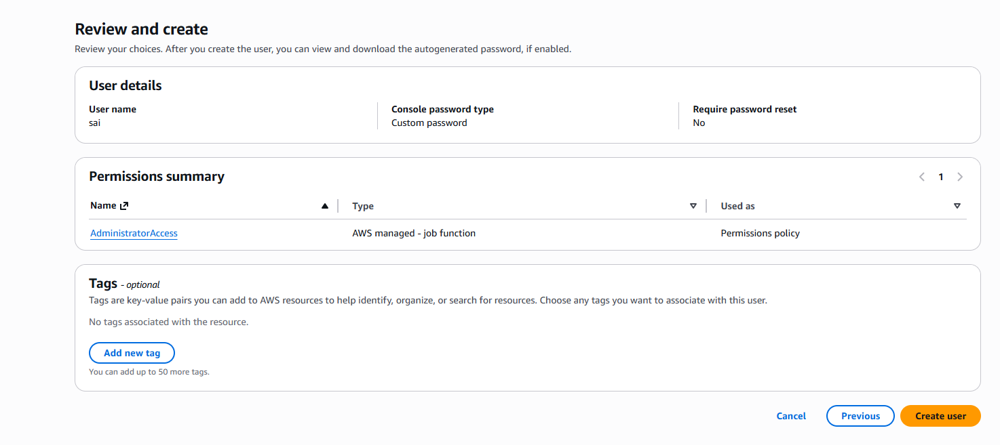 Review and create
Review your choices. After you create the user, you can view and download the autogenerated password, if enabled.
User details
User name
sai
Console password type
Custom password
Require password reset
No
Permissions summary
1
Name
Type
Used as
AdministratorAccess
AWS managed - job function
Permissions policy
Tags - optional
Tags are key-value pairs you can add to AWS resources to help identify, organize, or search for resources. Choose any tags you want to associate with this user.
No tags associated with the resource.
Add new tag
You can add up to 50 more tags.
Cancel
Previous
Create user